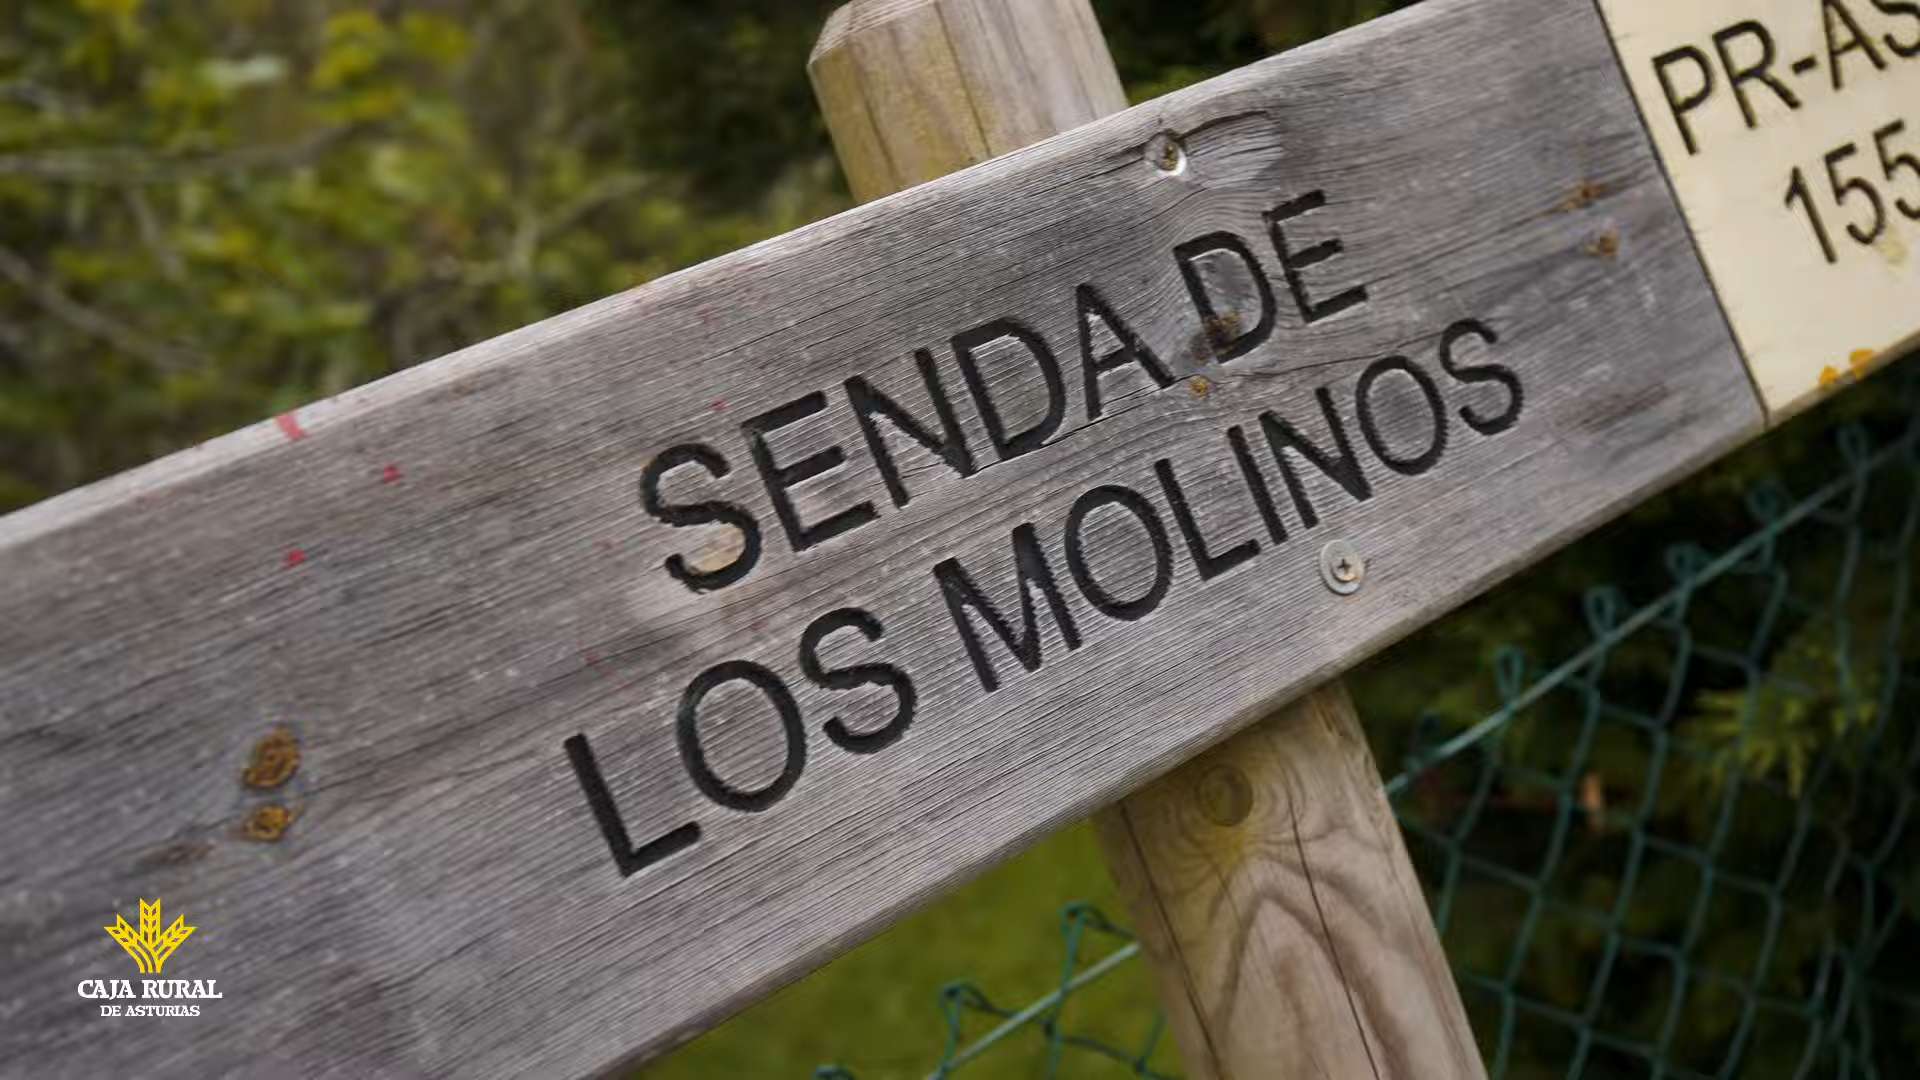 SENDA DE
LOS MOLINOS
PR-AS
155
CAJA RURAL
DE ASTURIAS